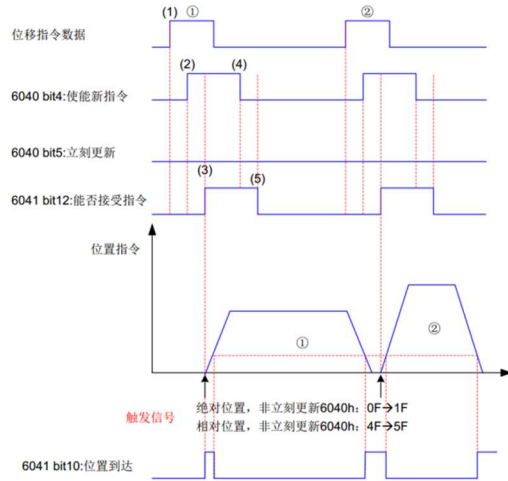 (1)
①
②
位移指令数据
(2)
(4)
6040 bit4:使能新指令
6040 bit5:立刻更新
(3)
(5)
6041 bit12:能否接受指令
位置指令
①
②
触发信号
绝对位置，非立刻更新6040h：0F→1F
相对位置，非立刻更新6040h：4F→5F
6041 bit10:位置到达